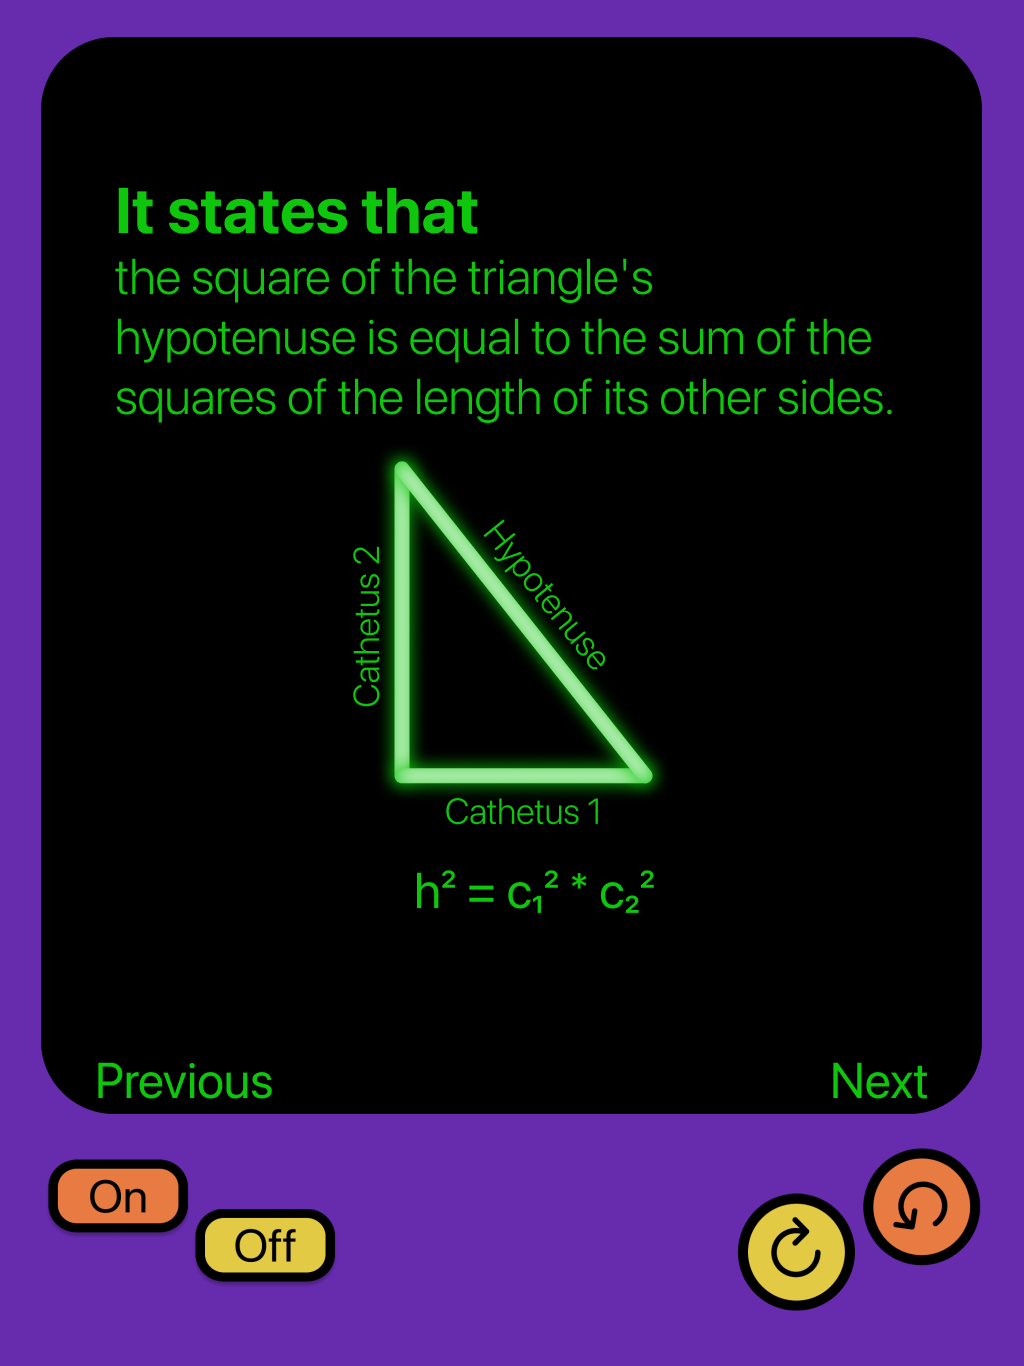 It states that
the square of the triangle's
hypotenuse is equal to the sum of the
squares of the length of its other sides.
Cathetus 2
Hypotenuse
Cathetus 1
h² = c₁² * c₂²
Previous
Next
On
Off